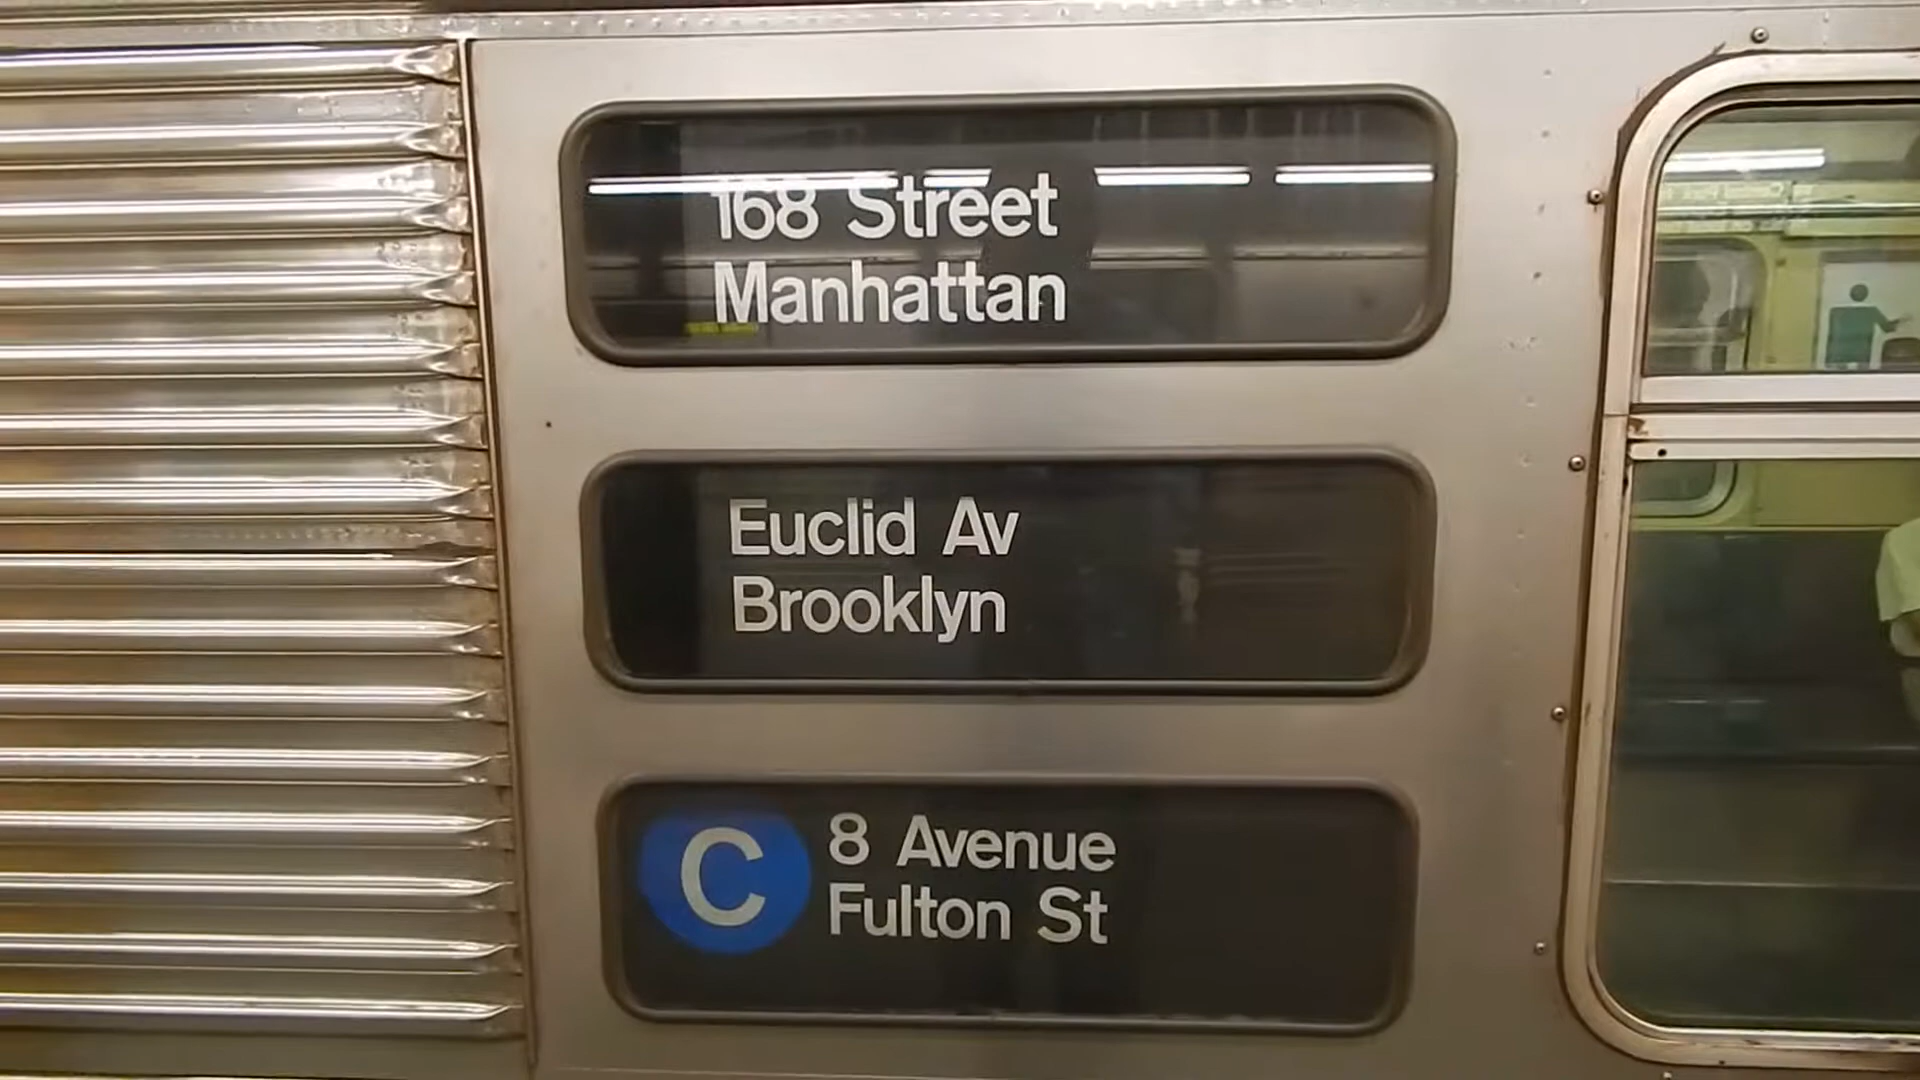 168 Street
Manhattan
Euclid Av
Brooklyn
C
8 Avenue
Fulton St